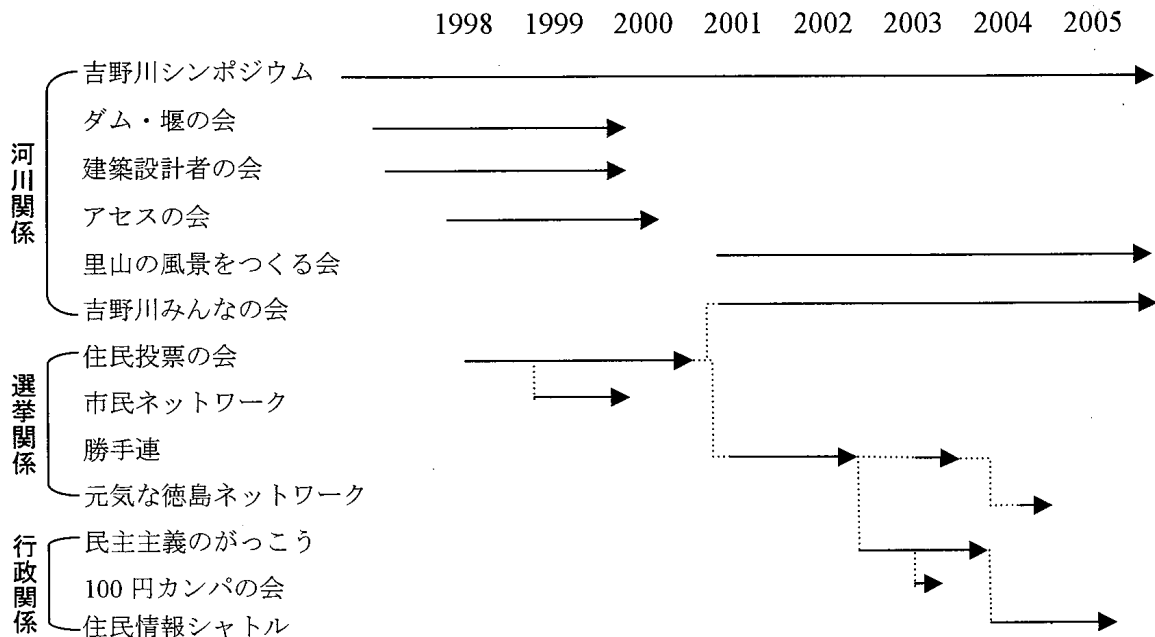 1998 1999 2000 2001 2002 2003 2004 2005
河川関係
吉野川シンポジウム
ダム・堰の会
建築設計者の会
アセスの会
里山の風景をつくる会
吉野川みんなの会
選挙関係
住民投票の会
市民ネットワーク
勝手連
元気な徳島ネットワーク
行政関係
民主主義のがっこう
100 円カンパの会
住民情報シャトル